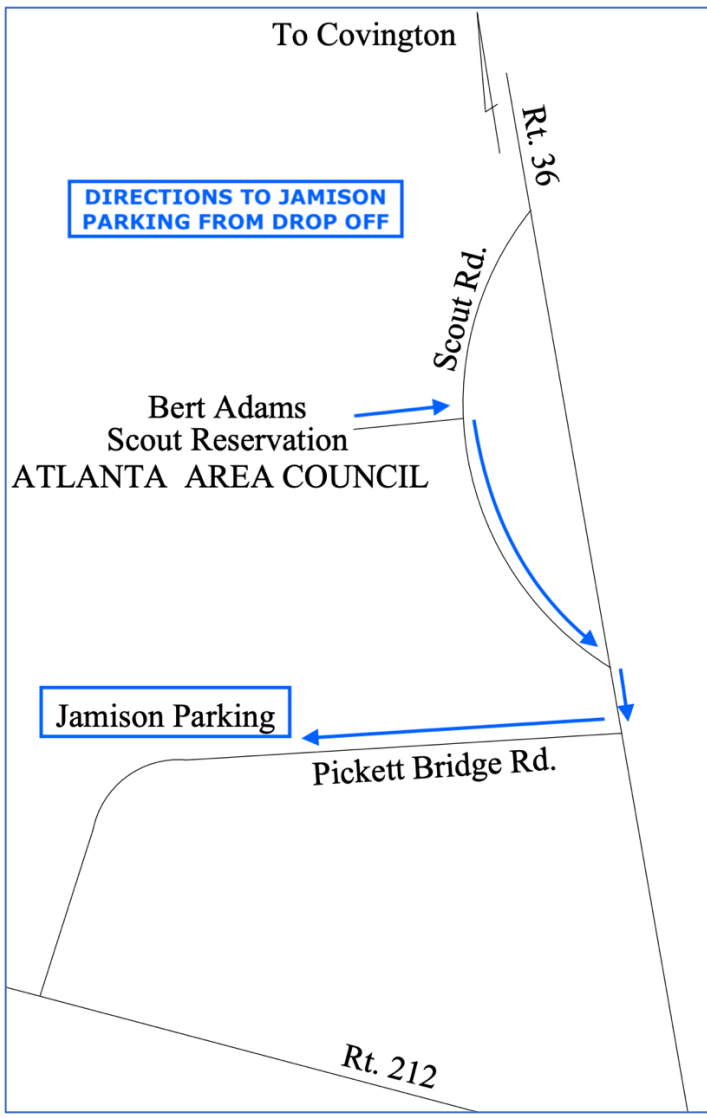 To Covington
Rt. 36
DIRECTIONS TO JAMISON
PARKING FROM DROP OFF
Scout Rd.
Bert Adams
Scout Reservation
ATLANTA AREA COUNCIL
Jamison Parking
Pickett Bridge Rd.
Rt. 212